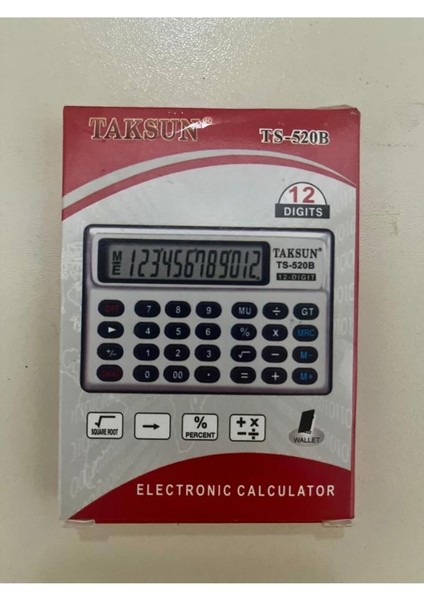 TAKSUN®
TS-520B
12
DIGITS
M
E
123456789012.
TAKSUN®
TS-520B
12-DIGIT
OFF 7 8 9 MU ÷ GT
▶ 4 5 6 % x MRC
+/- 1 2 3 √ − M−
0 00 · = + M+
√ → % + x − ÷
SQUARE ROOT
PERCENT
WALLET
ELECTRONIC CALCULATOR